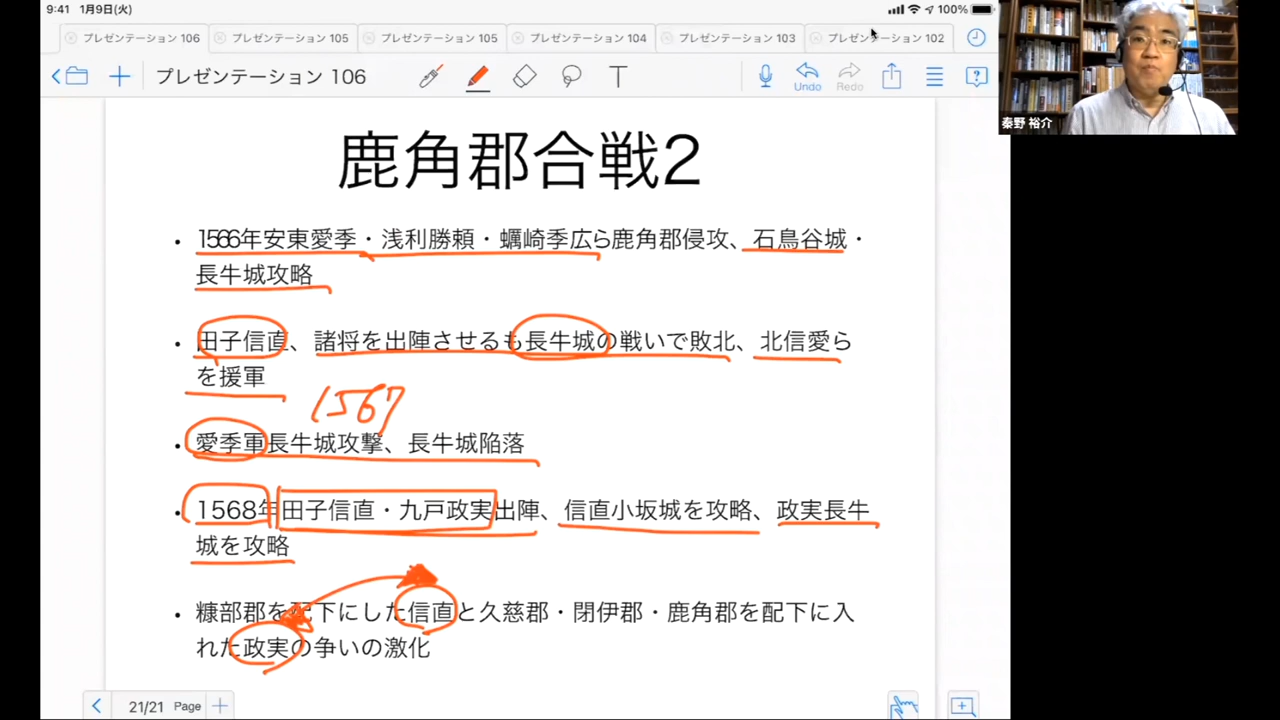 9:41 1月9日(火)
100%
プレゼンテーション 106
プレゼンテーション 105
プレゼンテーション 105
プレゼンテーション 104
プレゼンテーション 103
プレゼンテーション 102
プレゼンテーション 106
T
Undo
Redo
?
秦野 裕介
鹿角郡合戦2
• 1566年安東愛季・浅利勝頼・蠣崎季広ら鹿角郡侵攻、石鳥谷城・
長牛城攻略
• 田子信直、諸将を出陣させるも長牛城の戦いで敗北、北信愛ら
を援軍
1567
• 愛季軍長牛城攻撃、長牛城陥落
• 1568年田子信直・九戸政実出陣、信直小坂城を攻略、政実長牛
城を攻略
• 糠部郡を配下にした信直と久慈郡・閉伊郡・鹿角郡を配下に入
れた政実の争いの激化
21/21 Page